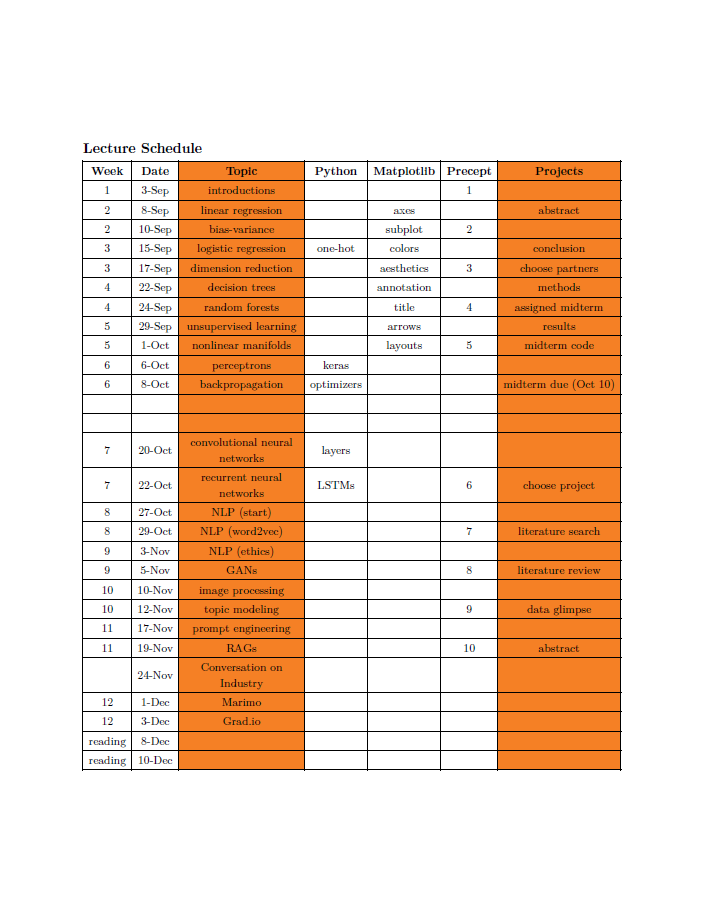 Lecture Schedule
Week Date Topic Python Matplotlib Precept Projects
1 3-Sep introductions 1
2 8-Sep linear regression axes abstract
2 10-Sep bias-variance subplot 2
3 15-Sep logistic regression one-hot colors conclusion
3 17-Sep dimension reduction aesthetics 3 choose partners
4 22-Sep decision trees annotation methods
4 24-Sep random forests title 4 assigned midterm
5 29-Sep unsupervised learning arrows results
5 1-Oct nonlinear manifolds layouts 5 midterm code
6 6-Oct perceptrons keras
6 8-Oct backpropagation optimizers midterm due (Oct 10)
7 20-Oct convolutional neural
networks layers
7 22-Oct recurrent neural
networks LSTMs 6 choose project
8 27-Oct NLP (start)
8 29-Oct NLP (word2vec) 7 literature search
9 3-Nov NLP (ethics)
9 5-Nov GANs 8 literature review
10 10-Nov image processing
10 12-Nov topic modeling 9 data glimpse
11 17-Nov prompt engineering
11 19-Nov RAGs 10 abstract
24-Nov Conversation on
Industry
12 1-Dec Marimo
12 3-Dec Grad.io
reading 8-Dec
reading 10-Dec